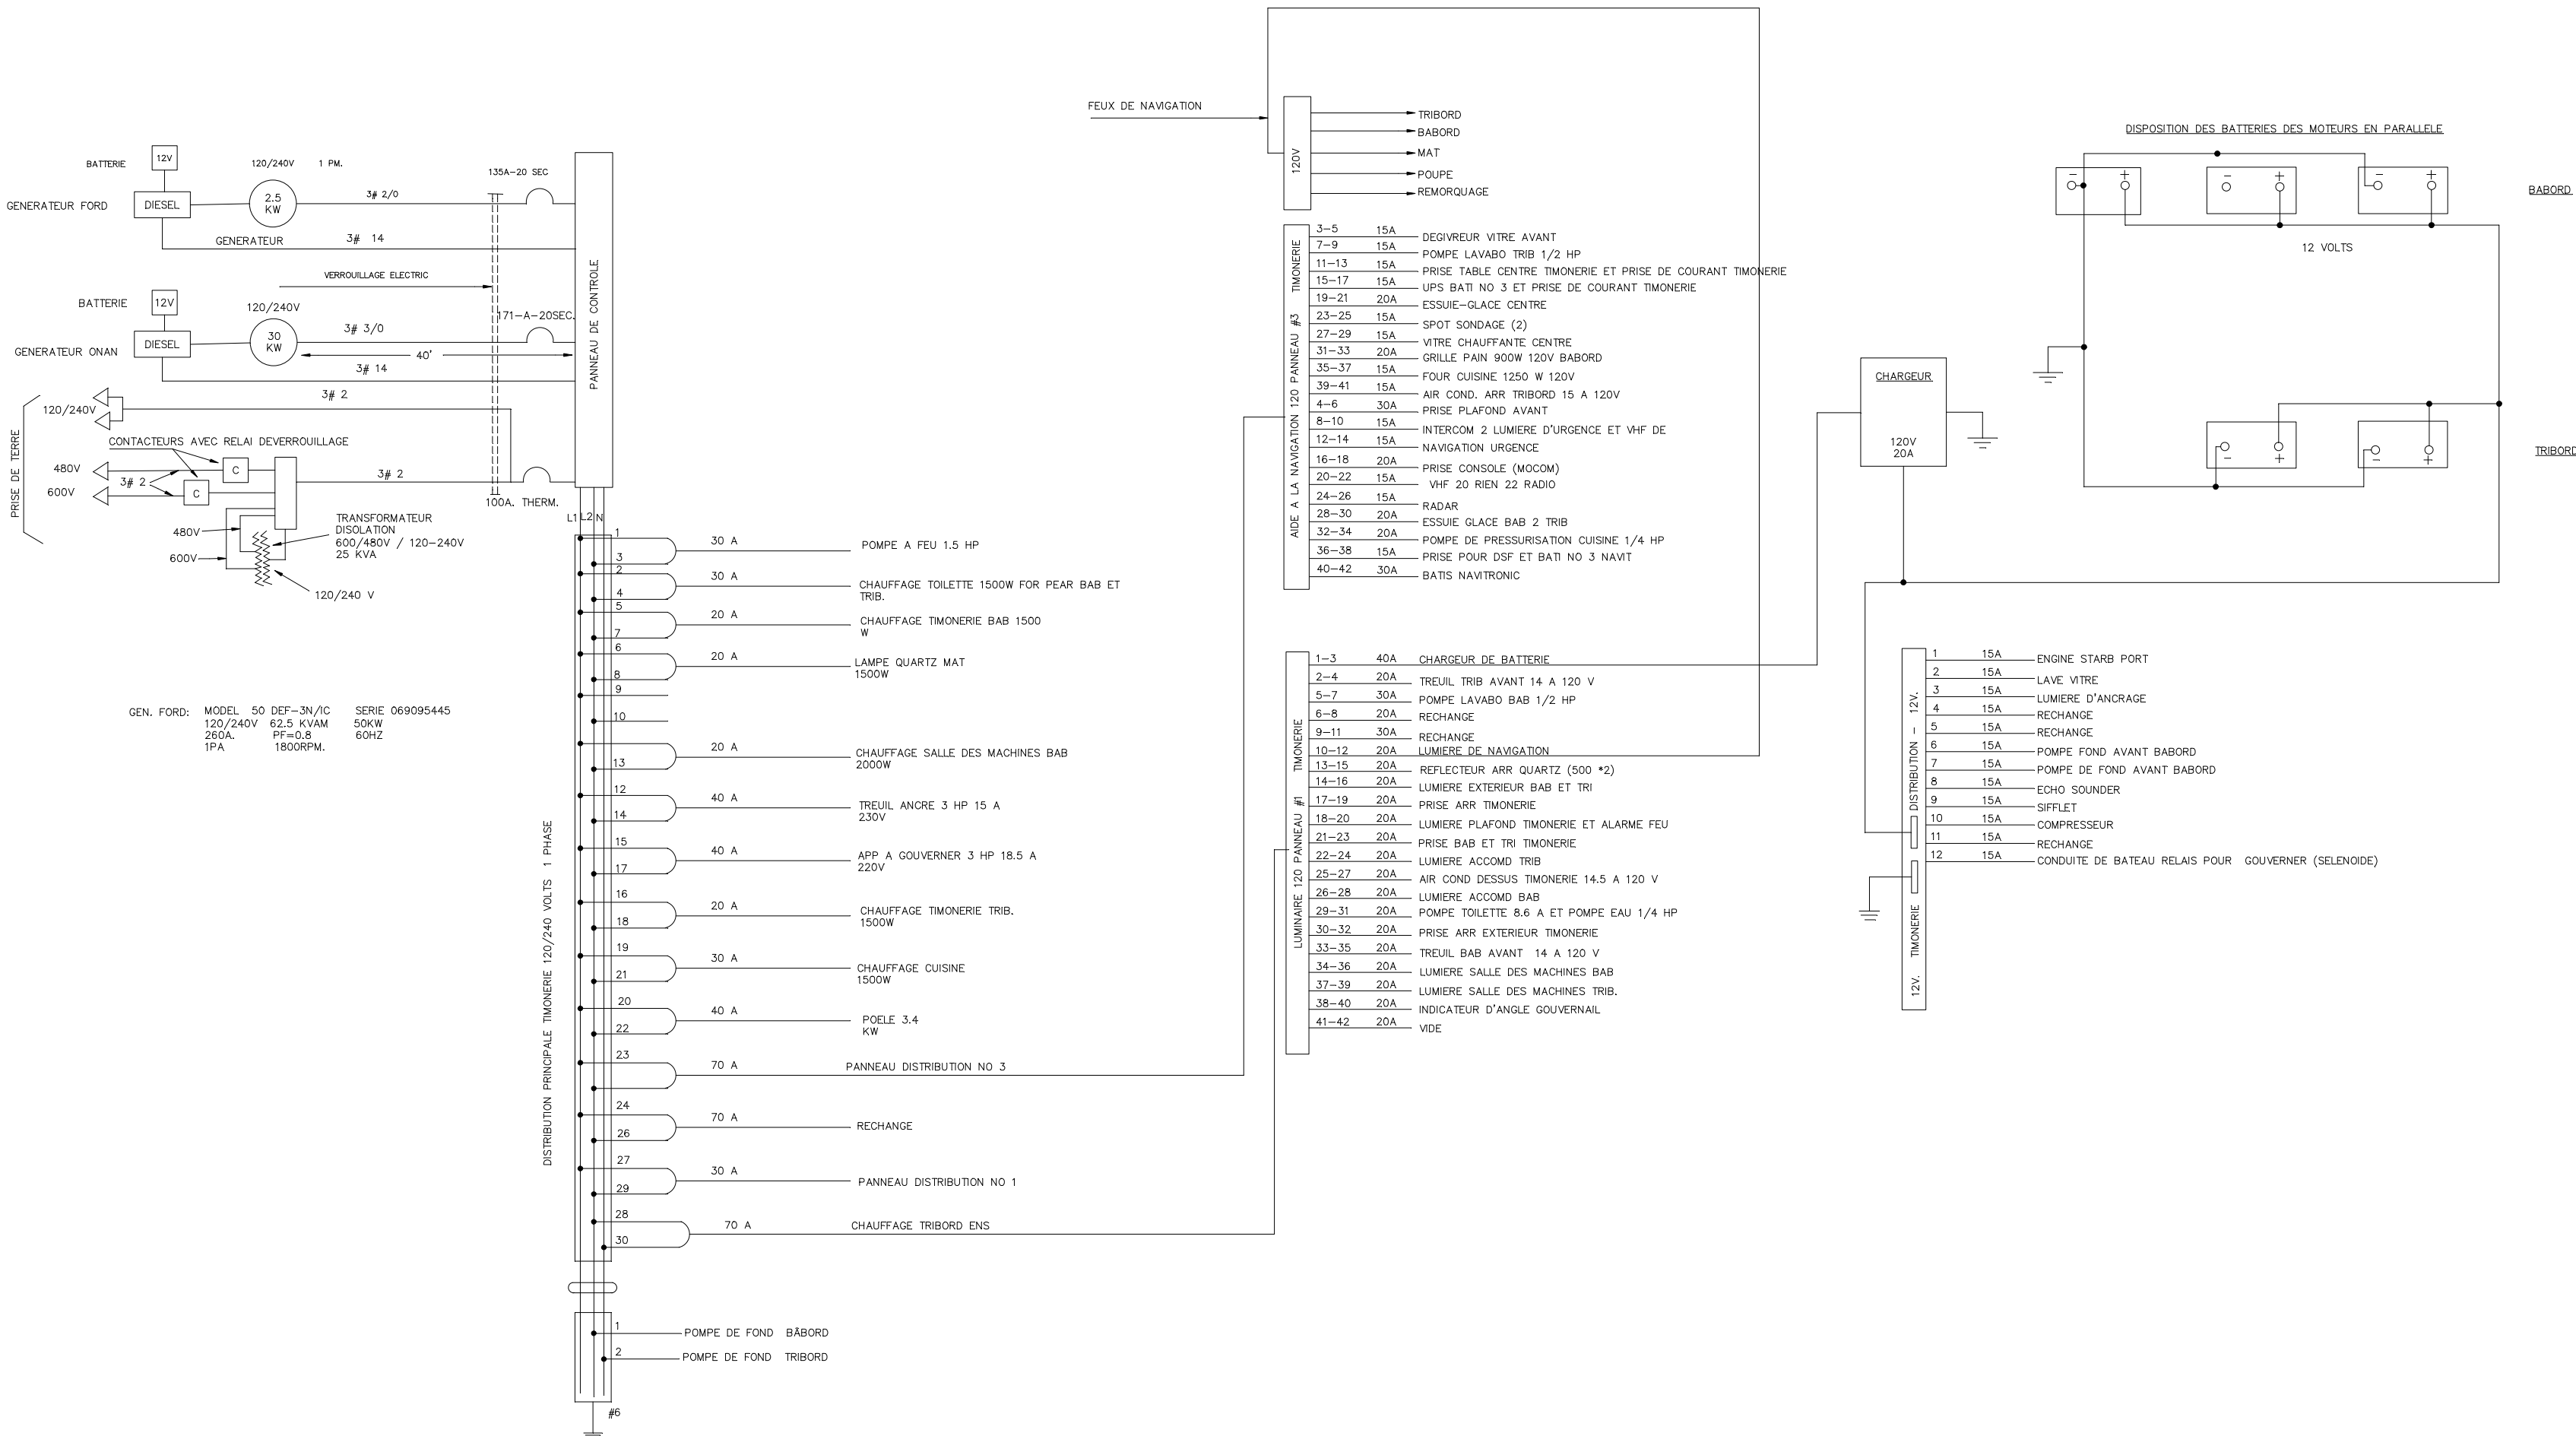 BATTERIE
12V
120/240V 1 PM.
135A-20 SEC
GENERATEUR FORD
DIESEL
2.5
KW
3# 2/0
GENERATEUR
3# 14
VERROUILLAGE ELECTRIC
BATTERIE
12V
120/240V
171-A-20SEC.
GENERATEUR ONAN
DIESEL
30
KW
3# 3/0
40'
3# 14
PANNEAU DE CONTROLE
PRISE DE TERRE
120/240V
3# 2
CONTACTEURS AVEC RELAI DEVERROUILLAGE
480V
C
3# 2
3# 2
600V
C
100A. THERM.
480V
600V
TRANSFORMATEUR
DISOLATION
600/480V / 120-240V
25 KVA
120/240 V
GEN. FORD: MODEL 50 DEF-3N/IC SERIE 069095445
120/240V 62.5 KVAM 50KW
260A. PF=0.8 60HZ
1PA 1800RPM.
DISTRIBUTION PRINCIPALE TIMONERIE 120/240 VOLTS 1 PHASE
L1 L2 N
1
30 A
POMPE A FEU 1.5 HP
3
2
30 A
CHAUFFAGE TOILETTE 1500W FOR PEAR BAB ET
TRIB.
4
5
20 A
CHAUFFAGE TIMONERIE BAB 1500
W
7
6
20 A
LAMPE QUARTZ MAT
1500W
8
9
10
20 A
CHAUFFAGE SALLE DES MACHINES BAB
2000W
13
12
40 A
TREUIL ANCRE 3 HP 15 A
230V
14
15
40 A
APP A GOUVERNER 3 HP 18.5 A
220V
17
16
20 A
CHAUFFAGE TIMONERIE TRIB.
1500W
18
19
30 A
CHAUFFAGE CUISINE
1500W
21
20
40 A
POELE 3.4
KW
22
23
70 A
PANNEAU DISTRIBUTION NO 3
24
70 A
RECHANGE
26
27
30 A
PANNEAU DISTRIBUTION NO 1
29
28
70 A
CHAUFFAGE TRIBORD ENS
30
1
POMPE DE FOND BÂBORD
2
POMPE DE FOND TRIBORD
#6
FEUX DE NAVIGATION
120V
TRIBORD
BABORD
MAT
POUPE
REMORQUAGE
AIDE A LA NAVIGATION 120 PANNEAU #3 TIMONERIE
3-5 15A DEGIVREUR VITRE AVANT
7-9 15A POMPE LAVABO TRIB 1/2 HP
11-13 15A PRISE TABLE CENTRE TIMONERIE ET PRISE DE COURANT TIMONERIE
15-17 15A UPS BATI NO 3 ET PRISE DE COURANT TIMONERIE
19-21 20A ESSUIE-GLACE CENTRE
23-25 15A SPOT SONDAGE (2)
27-29 15A VITRE CHAUFFANTE CENTRE
31-33 20A GRILLE PAIN 900W 120V BABORD
35-37 15A FOUR CUISINE 1250 W 120V
39-41 15A AIR COND. ARR TRIBORD 15 A 120V
4-6 30A PRISE PLAFOND AVANT
8-10 15A INTERCOM 2 LUMIERE D'URGENCE ET VHF DE
12-14 15A NAVIGATION URGENCE
16-18 20A PRISE CONSOLE (MOCOM)
20-22 15A VHF 20 RIEN 22 RADIO
24-26 15A RADAR
28-30 20A ESSUIE GLACE BAB 2 TRIB
32-34 20A POMPE DE PRESSURISATION CUISINE 1/4 HP
36-38 15A PRISE POUR DSF ET BATI NO 3 NAVIT
40-42 30A BATIS NAVITRONIC
LUMINAIRE 120 PANNEAU #1 TIMONERIE
1-3 40A CHARGEUR DE BATTERIE
2-4 20A TREUIL TRIB AVANT 14 A 120 V
5-7 30A POMPE LAVABO BAB 1/2 HP
6-8 20A RECHANGE
9-11 30A RECHANGE
10-12 20A LUMIERE DE NAVIGATION
13-15 20A REFLECTEUR ARR QUARTZ (500 *2)
14-16 20A LUMIERE EXTERIEUR BAB ET TRI
17-19 20A PRISE ARR TIMONERIE
18-20 20A LUMIERE PLAFOND TIMONERIE ET ALARME FEU
21-23 20A PRISE BAB ET TRI TIMONERIE
22-24 20A LUMIERE ACCOMD TRIB
25-27 20A AIR COND DESSUS TIMONERIE 14.5 A 120 V
26-28 20A LUMIERE ACCOMD BAB
29-31 20A POMPE TOILETTE 8.6 A ET POMPE EAU 1/4 HP
30-32 20A PRISE ARR EXTERIEUR TIMONERIE
33-35 20A TREUIL BAB AVANT 14 A 120 V
34-36 20A LUMIERE SALLE DES MACHINES BAB
37-39 20A LUMIERE SALLE DES MACHINES TRIB.
38-40 20A INDICATEUR D'ANGLE GOUVERNAIL
41-42 20A VIDE
DISPOSITION DES BATTERIES DES MOTEURS EN PARALLELE
- +
- +
- +
BABORD
12 VOLTS
- +
- +
TRIBORD
CHARGEUR
120V
20A
12V. TIMONERIE DISTRIBUTION - 12V.
1 15A ENGINE STARB PORT
2 15A LAVE VITRE
3 15A LUMIERE D'ANCRAGE
4 15A RECHANGE
5 15A RECHANGE
6 15A POMPE FOND AVANT BABORD
7 15A POMPE DE FOND AVANT BABORD
8 15A ECHO SOUNDER
9 15A SIFFLET
10 15A COMPRESSEUR
11 15A RECHANGE
12 15A CONDUITE DE BATEAU RELAIS POUR GOUVERNER (SELENOIDE)